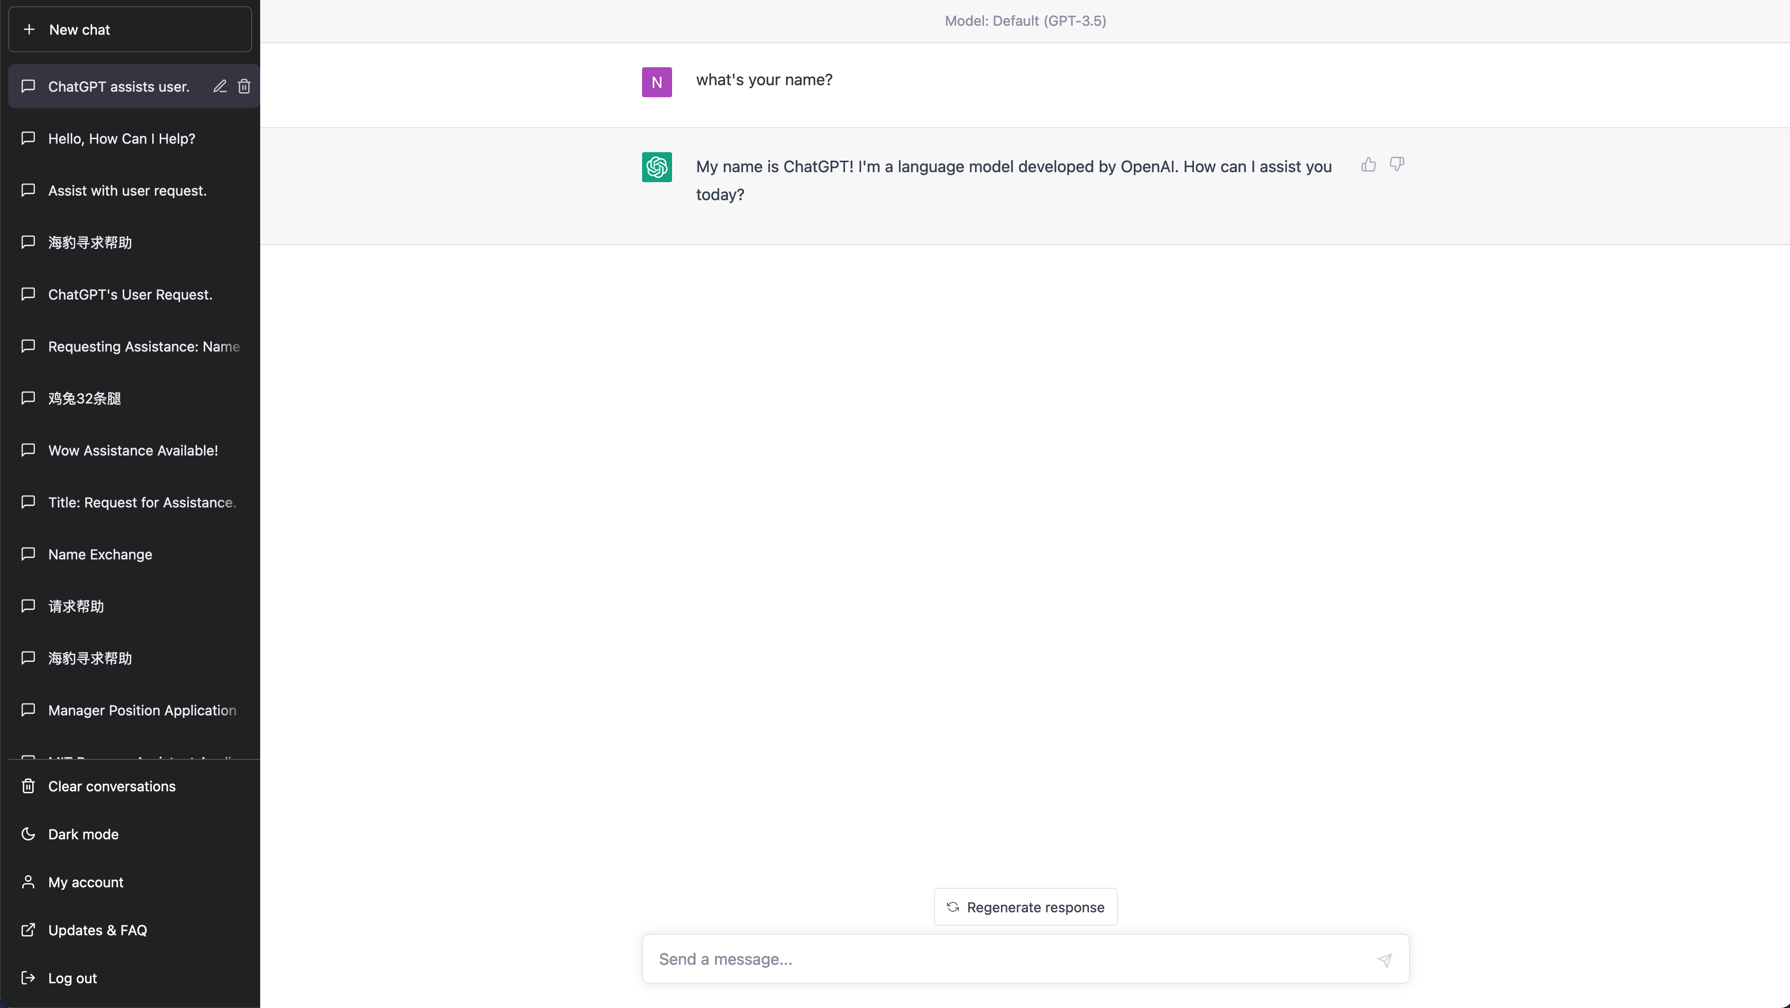 New chat
ChatGPT assists user.
Hello, How Can I Help?
Assist with user request.
海豹寻求帮助
ChatGPT's User Request.
Requesting Assistance: Name
鸡兔32条腿
Wow Assistance Available!
Title: Request for Assistance.
Name Exchange
请求帮助
海豹寻求帮助
Manager Position Application
Clear conversations
Dark mode
My account
Updates & FAQ
Log out
Model: Default (GPT-3.5)
N
what's your name?
My name is ChatGPT! I'm a language model developed by OpenAI. How can I assist you
today?
Regenerate response
Send a message...